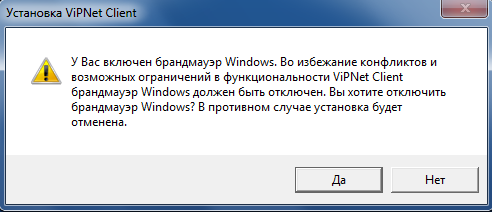 Установка ViPNet Client
У Вас включен брандмауэр Windows. Во избежание конфликтов и
возможных ограничений в функциональности ViPNet Client
брандмауэр Windows должен быть отключен. Вы хотите отключить
брандмауэр Windows? В противном случае установка будет
отменена.
Да
Нет